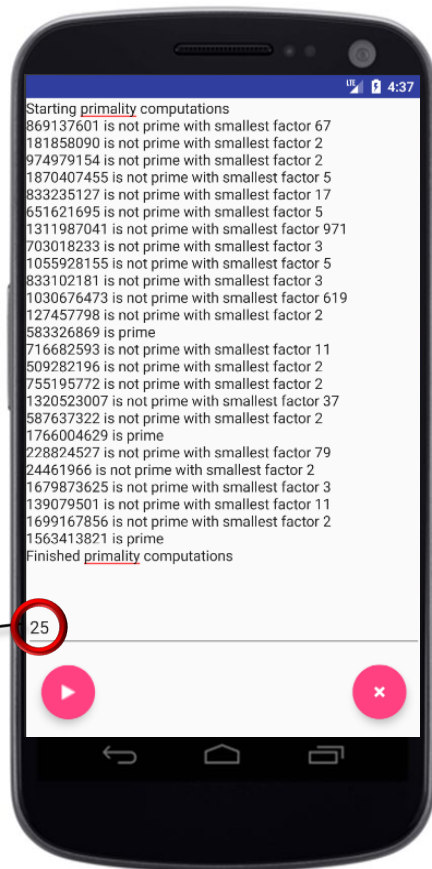 LTE 4:37
Starting primality computations
869137601 is not prime with smallest factor 67
181858090 is not prime with smallest factor 2
974979154 is not prime with smallest factor 2
1870407455 is not prime with smallest factor 5
833235127 is not prime with smallest factor 17
651621695 is not prime with smallest factor 5
1311987041 is not prime with smallest factor 971
703018233 is not prime with smallest factor 3
1055928155 is not prime with smallest factor 5
833102181 is not prime with smallest factor 3
1030676473 is not prime with smallest factor 619
127457798 is not prime with smallest factor 2
583326869 is prime
716682593 is not prime with smallest factor 11
509282196 is not prime with smallest factor 2
755195772 is not prime with smallest factor 2
1320523007 is not prime with smallest factor 37
587637322 is not prime with smallest factor 2
1766004629 is prime
228824527 is not prime with smallest factor 79
24461966 is not prime with smallest factor 2
1679873625 is not prime with smallest factor 3
139079501 is not prime with smallest factor 11
1699167856 is not prime with smallest factor 2
1563413821 is prime
Finished primality computations
25